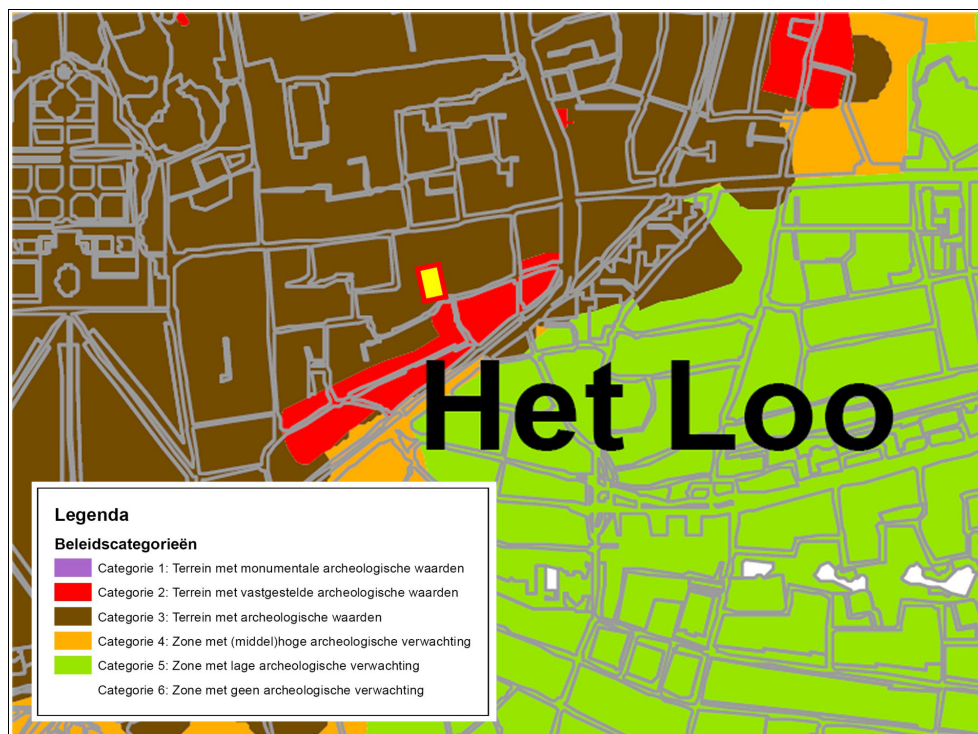 Het Loo
Legenda
Beleidscategorieën
Categorie 1: Terrein met monumentale archeologische waarden
Categorie 2: Terrein met vastgestelde archeologische waarden
Categorie 3: Terrein met archeologische waarden
Categorie 4: Zone met (middel)hoge archeologische verwachting
Categorie 5: Zone met lage archeologische verwachting
Categorie 6: Zone met geen archeologische verwachting